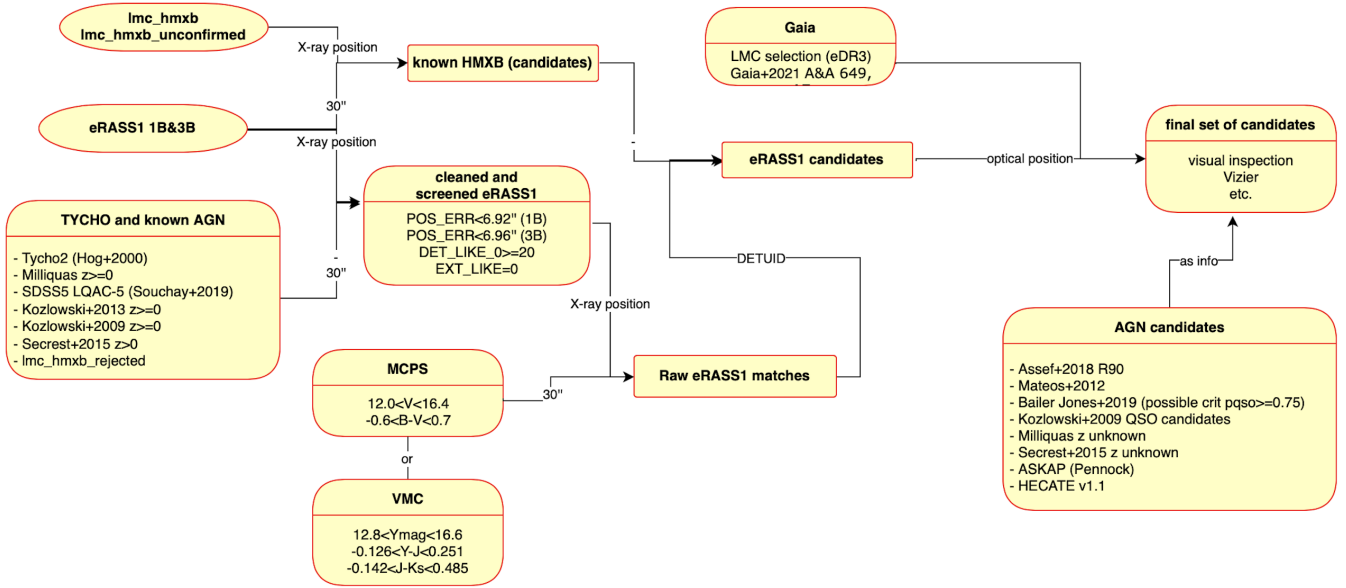 lmc_hmxb
lmc_hmxb_unconfirmed
X-ray position
known HMXB (candidates)
30"
eRASS1 1B&3B
X-ray position
-
30"
TYCHO and known AGN
- Tycho2 (Hog+2000)
- Milliquas z>=0
- SDSS5 LQAC-5 (Souchay+2019)
- Kozlowski+2013 z>=0
- Kozlowski+2009 z>=0
- Secrest+2015 z>0
- lmc_hmxb_rejected
cleaned and
screened eRASS1
POS_ERR<6.92" (1B)
POS_ERR<6.96" (3B)
DET_LIKE_0>=20
EXT_LIKE=0
X-ray position
MCPS
12.0<V<16.4
-0.6<B-V<0.7
30"
or
VMC
12.8<Ymag<16.6
-0.126<Y-J<0.251
-0.142<J-Ks<0.485
Raw eRASS1 matches
DETUID
-
eRASS1 candidates
Gaia
LMC selection (eDR3)
Gaia+2021 A&A 649,
optical position
final set of candidates
visual inspection
Vizier
etc.
as info
AGN candidates
- Assef+2018 R90
- Mateos+2012
- Bailer Jones+2019 (possible crit pqso>=0.75)
- Kozlowski+2009 QSO candidates
- Milliquas z unknown
- Secrest+2015 z unknown
- ASKAP (Pennock)
- HECATE v1.1